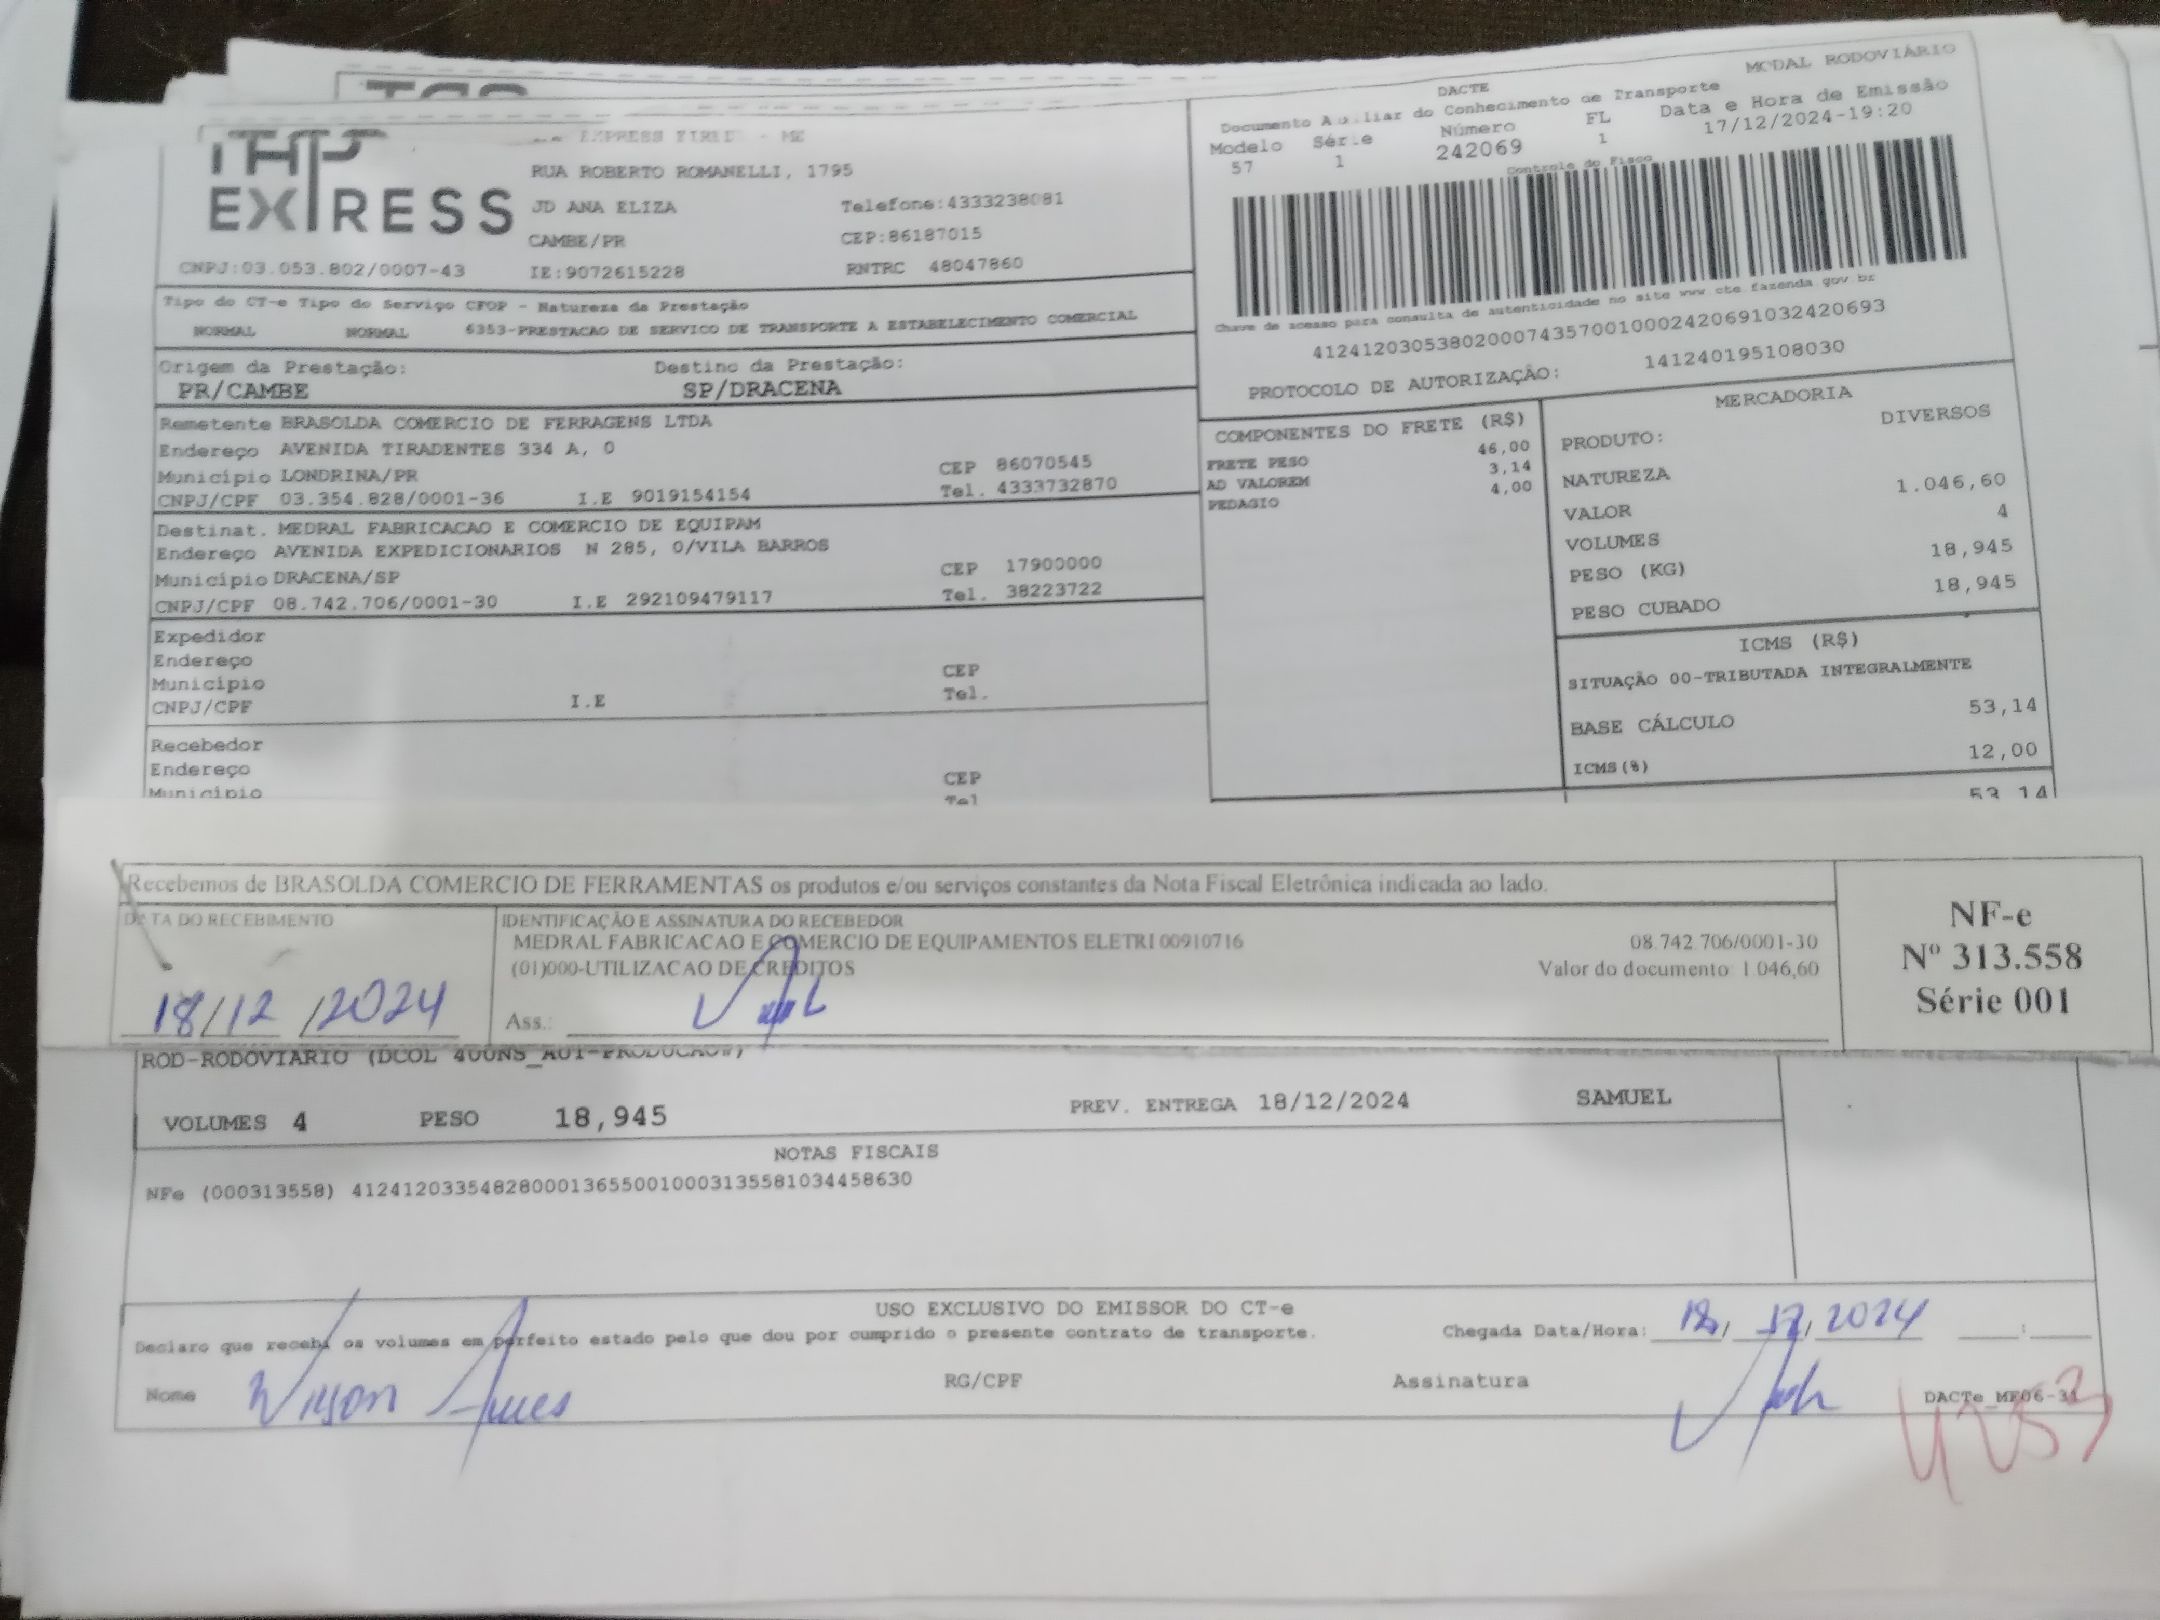 EXPRESS EIRELI - ME
THP
EXPRESS
RUA ROBERTO ROMANELLI, 1795
JD ANA ELIZA Telefone:4333238081
CAMBE/PR CEP:86187015
CNPJ:03.053.802/0007-43 IE:9072615228 RNTRC 48047860
MODAL RODOVIÁRIO
DACTE
Documento Auxiliar do Conhecimento de Transporte
Modelo Série Número FL Data e Hora de Emissão
57 1 242069 1 17/12/2024-19:20
Controle do Fisco
Chave de acesso para consulta de autenticidade no site www.cte.fazenda.gov.br
41241203053802000743570010002420691032420693
PROTOCOLO DE AUTORIZAÇÃO: 141240195108030
Tipo do CT-e Tipo do Serviço CFOP - Natureza da Prestação
NORMAL NORMAL 6353-PRESTACAO DE SERVICO DE TRANSPORTE A ESTABELECIMENTO COMERCIAL
Origem da Prestação: Destino da Prestação:
PR/CAMBE SP/DRACENA
Remetente BRASOLDA COMERCIO DE FERRAGENS LTDA
Endereço AVENIDA TIRADENTES 334 A, 0
Município LONDRINA/PR CEP 86070545
CNPJ/CPF 03.354.828/0001-36 I.E 9019154154 Tel. 4333732870
Destinat. MEDRAL FABRICACAO E COMERCIO DE EQUIPAM
Endereço AVENIDA EXPEDICIONARIOS N 285, 0/VILA BARROS
Município DRACENA/SP CEP 17900000
CNPJ/CPF 08.742.706/0001-30 I.E 292109479117 Tel. 38223722
Expedidor
Endereço
Município CEP
CNPJ/CPF I.E Tel.
Recebedor
Endereço
Município CEP
Tel
COMPONENTES DO FRETE (R$)
FRETE PESO 46,00
AD VALOREM 3,14
PEDAGIO 4,00
MERCADORIA
PRODUTO: DIVERSOS
NATUREZA
VALOR 1.046,60
VOLUMES 4
PESO (KG) 18,945
PESO CUBADO 18,945
ICMS (R$)
SITUAÇÃO 00-TRIBUTADA INTEGRALMENTE
BASE CÁLCULO 53,14
ICMS(%) 12,00
53,14
Recebemos de BRASOLDA COMERCIO DE FERRAMENTAS os produtos e/ou serviços constantes da Nota Fiscal Eletrônica indicada ao lado.
DATA DO RECEBIMENTO
18/12/2024
IDENTIFICAÇÃO E ASSINATURA DO RECEBEDOR
MEDRAL FABRICACAO E COMERCIO DE EQUIPAMENTOS ELETRI 00910716 08.742.706/0001-30
(01)000-UTILIZACAO DE CREDITOS Valor do documento: 1.046,60
Ass.:
NF-e
Nº 313.558
Série 001
ROD-RODOVIARIO (DCOL 400NS_AUT-PRODUCAO#)
VOLUMES 4 PESO 18,945 PREV. ENTREGA 18/12/2024 SAMUEL
NOTAS FISCAIS
NFe (000313558) 41241203354828000136550010003135581034458630
USO EXCLUSIVO DO EMISSOR DO CT-e
Declaro que recebi os volumes em perfeito estado pelo que dou por cumprido o presente contrato de transporte. Chegada Data/Hora: 18/12/2024 :
Nome Wilson RG/CPF Assinatura DACTe_MF06-31